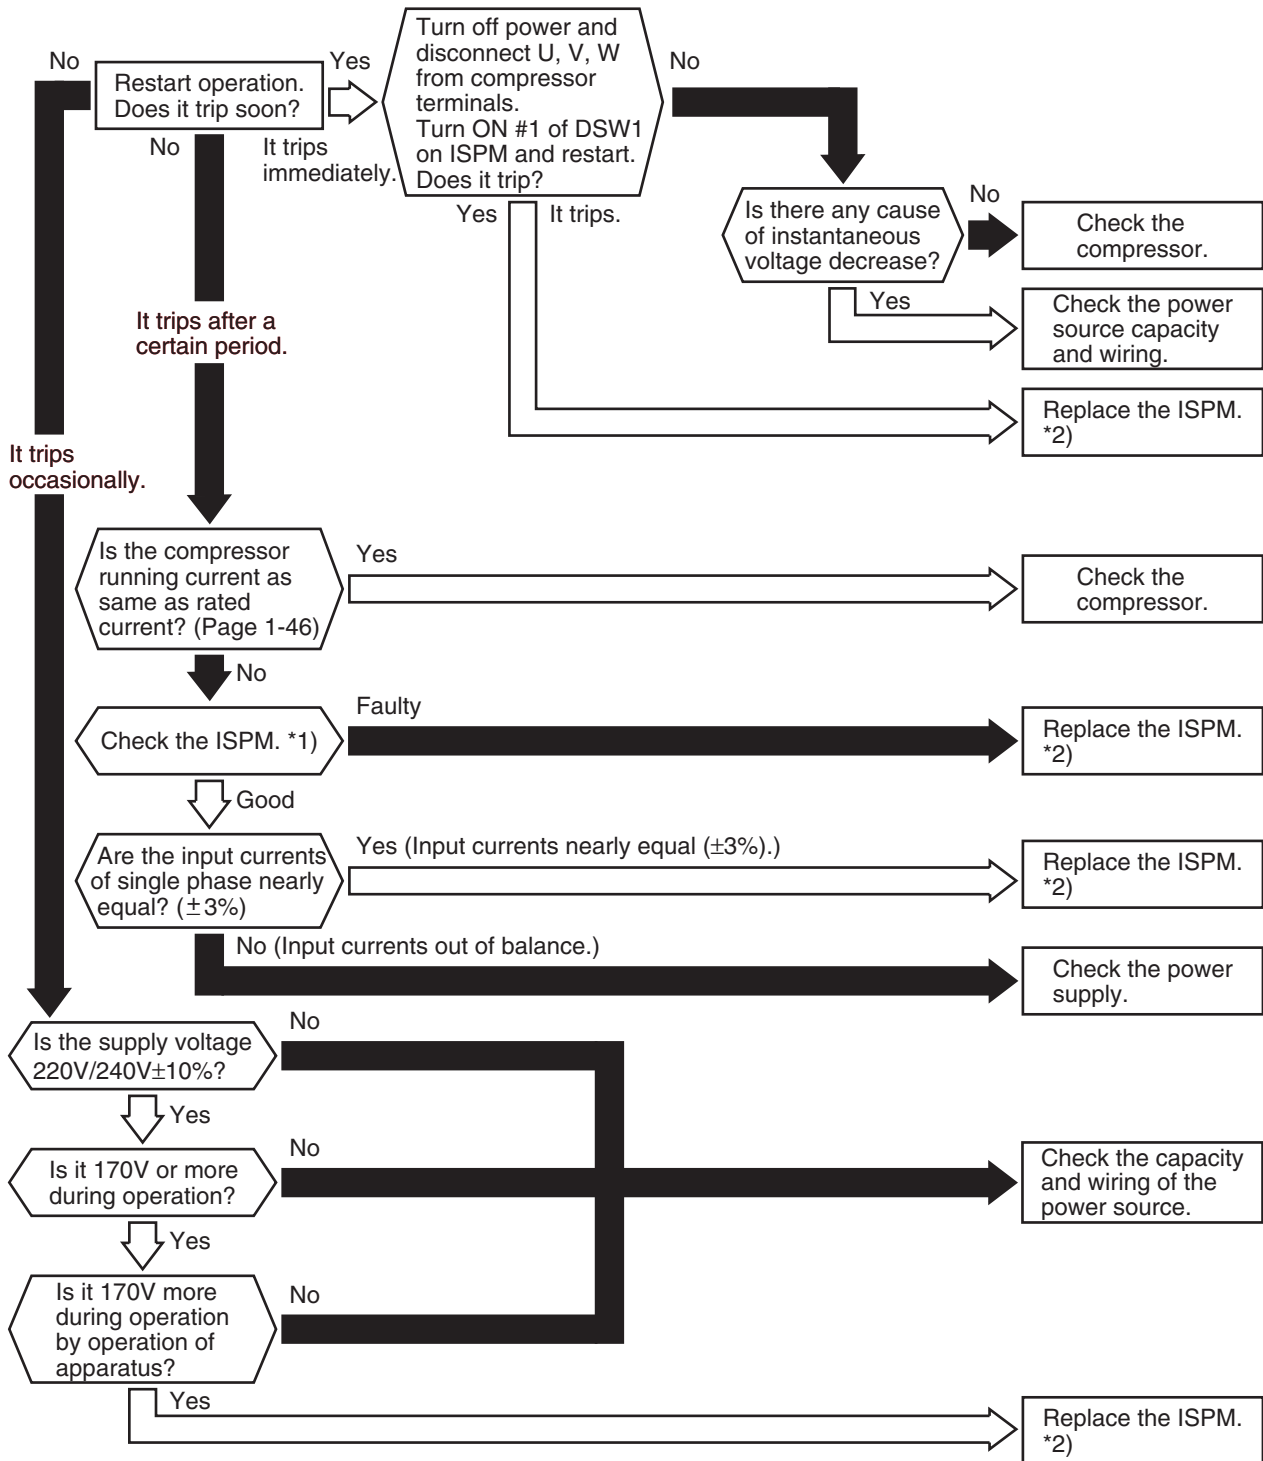 No
Restart operation.
Does it trip soon?
Yes
No
It trips
immediately.
Turn off power and
disconnect U, V, W
from compressor
terminals.
Turn ON #1 of DSW1
on ISPM and restart.
Does it trip?
No
Yes
It trips.
Is there any cause
of instantaneous
voltage decrease?
No
Check the
compressor.
Yes
Check the power
source capacity
and wiring.
Replace the ISPM.
*2)
It trips after a
certain period.
It trips
occasionally.
Is the compressor
running current as
same as rated
current? (Page 1-46)
Yes
Check the
compressor.
No
Check the ISPM. *1)
Faulty
Replace the ISPM.
*2)
Good
Are the input currents
of single phase nearly
equal? (±3%)
Yes (Input currents nearly equal (±3%).)
Replace the ISPM.
*2)
No (Input currents out of balance.)
Check the power
supply.
Is the supply voltage
220V/240V±10%?
No
Yes
Is it 170V or more
during operation?
No
Check the capacity
and wiring of the
power source.
Yes
Is it 170V more
during operation
by operation of
apparatus?
No
Yes
Replace the ISPM.
*2)